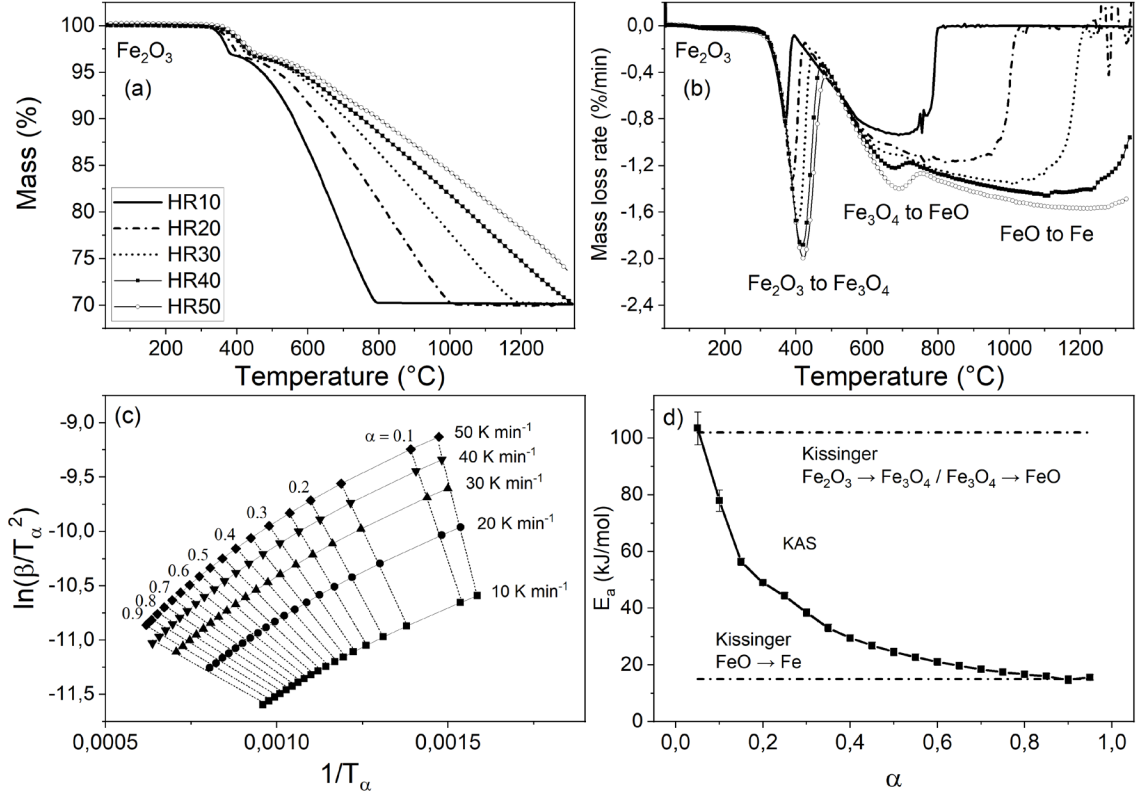 100
95
90
85
80
75
70
Mass (%)
Fe₂O₃
(a)
HR10
HR20
HR30
HR40
HR50
200 400 600 800 1000 1200
Temperature (°C)
0,0
-0,4
-0,8
-1,2
-1,6
-2,0
-2,4
Mass loss rate (%/min)
Fe₂O₃
(b)
Fe₃O₄ to FeO
FeO to Fe
Fe₂O₃ to Fe₃O₄
200 400 600 800 1000 1200
Temperature (°C)
-9,0
-9,5
-10,0
-10,5
-11,0
-11,5
ln(β/Tα²)
(c)
α = 0.1
0.2
0.3
0.4
0.5
0.6
0.7
0.8
0.9
50 K min⁻¹
40 K min⁻¹
30 K min⁻¹
20 K min⁻¹
10 K min⁻¹
0,0005 0,0010 0,0015
1/Tα
100
80
60
40
20
0
Eₐ (kJ/mol)
d)
Kissinger
Fe₂O₃ → Fe₃O₄ / Fe₃O₄ → FeO
KAS
Kissinger
FeO → Fe
0,0 0,2 0,4 0,6 0,8 1,0
α